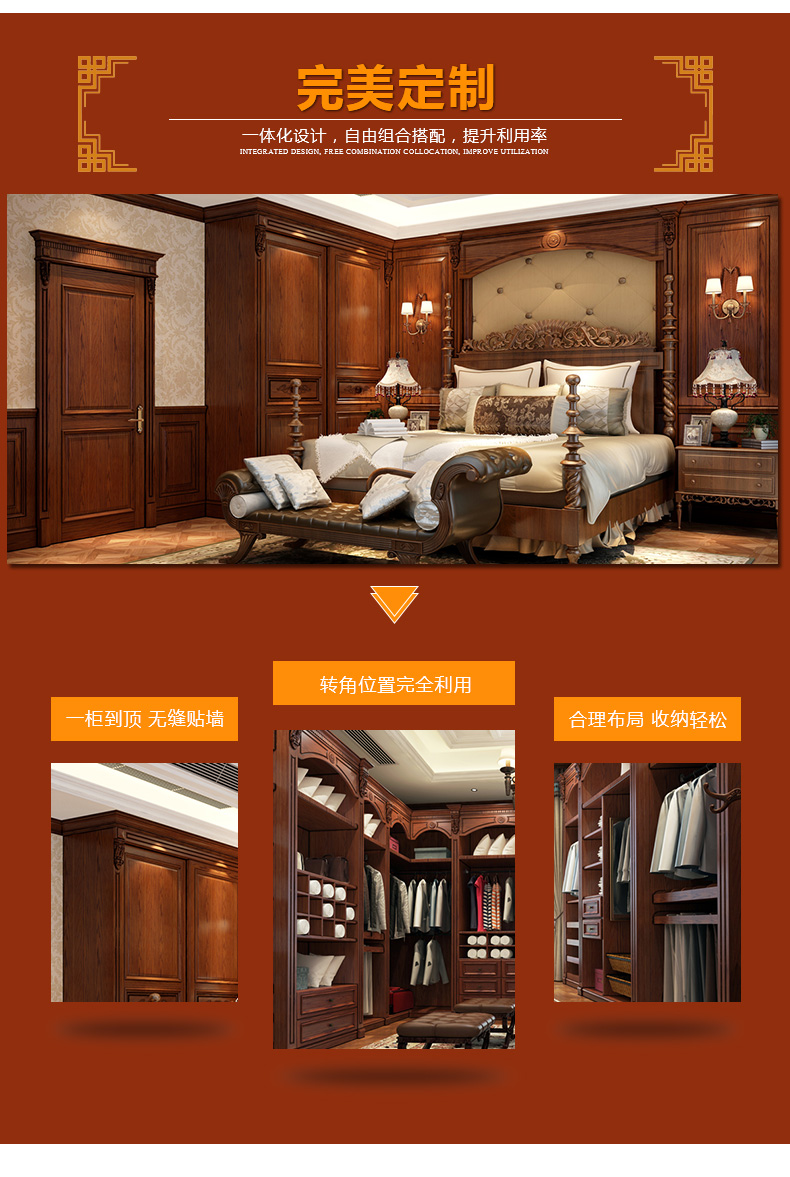 完美定制
一体化设计，自由组合搭配，提升利用率
INTEGRATED DESIGN, FREE COMBINATION COLLOCATION, IMPROVE UTILIZATION
转角位置完全利用
一柜到顶 无缝贴墙
合理布局 收纳轻松